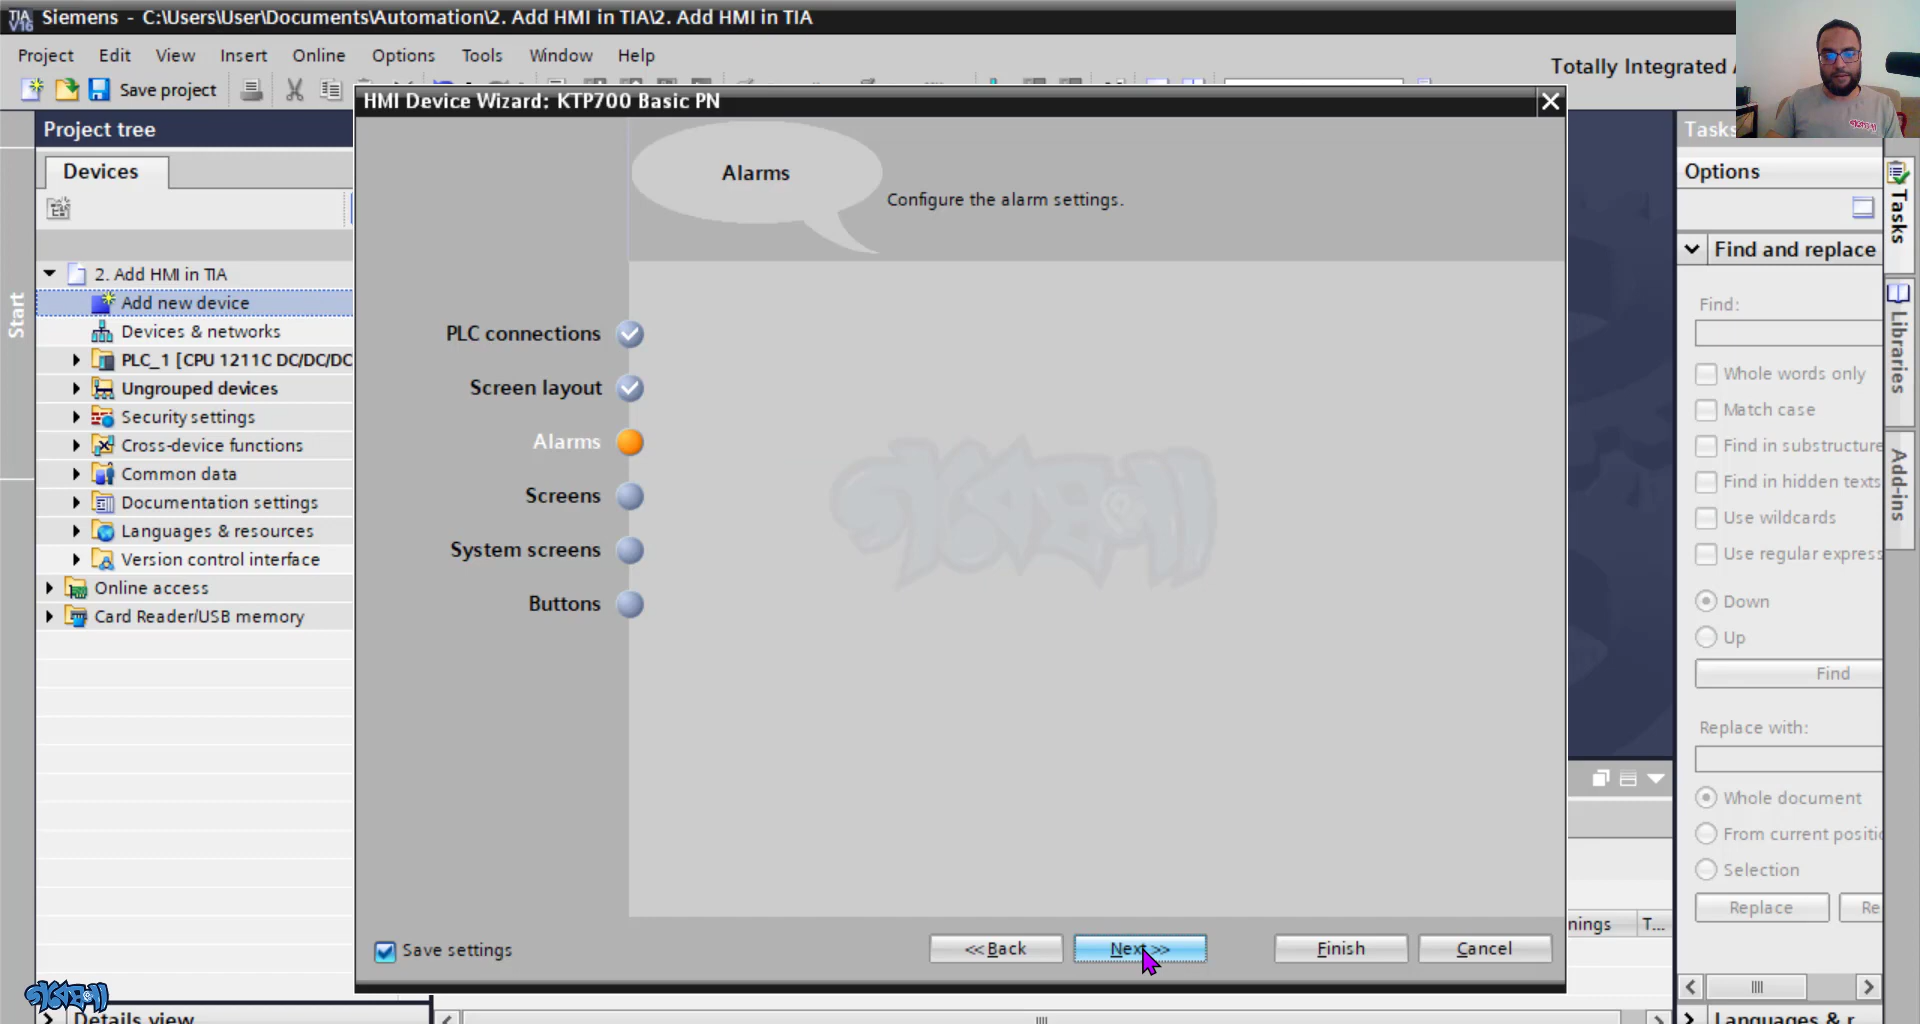 TIA
V16
Siemens - C:\Users\User\Documents\Automation\2. Add HMI in TIA\2. Add HMI in TIA
Project Edit View Insert Online Options Tools Window Help
Save project
Totally Integrated
HMI Device Wizard: KTP700 Basic PN
Project tree
Devices
Start
2. Add HMI in TIA
Add new device
Devices & networks
PLC_1 [CPU 1211C DC/DC/DC
Ungrouped devices
Security settings
Cross-device functions
Common data
Documentation settings
Languages & resources
Version control interface
Online access
Card Reader/USB memory
Details view
Alarms
Configure the alarm settings.
PLC connections
Screen layout
Alarms
Screens
System screens
Buttons
Save settings
<<Back
Next>>
Finish
Cancel
Tasks
Options
Find and replace
Find:
Whole words only
Match case
Find in substructure
Find in hidden texts
Use wildcards
Use regular express
Down
Up
Find
Replace with:
Whole document
From current positi
Selection
Replace
Re
nings
T...
Languages & r
Tasks
Libraries
Add-ins